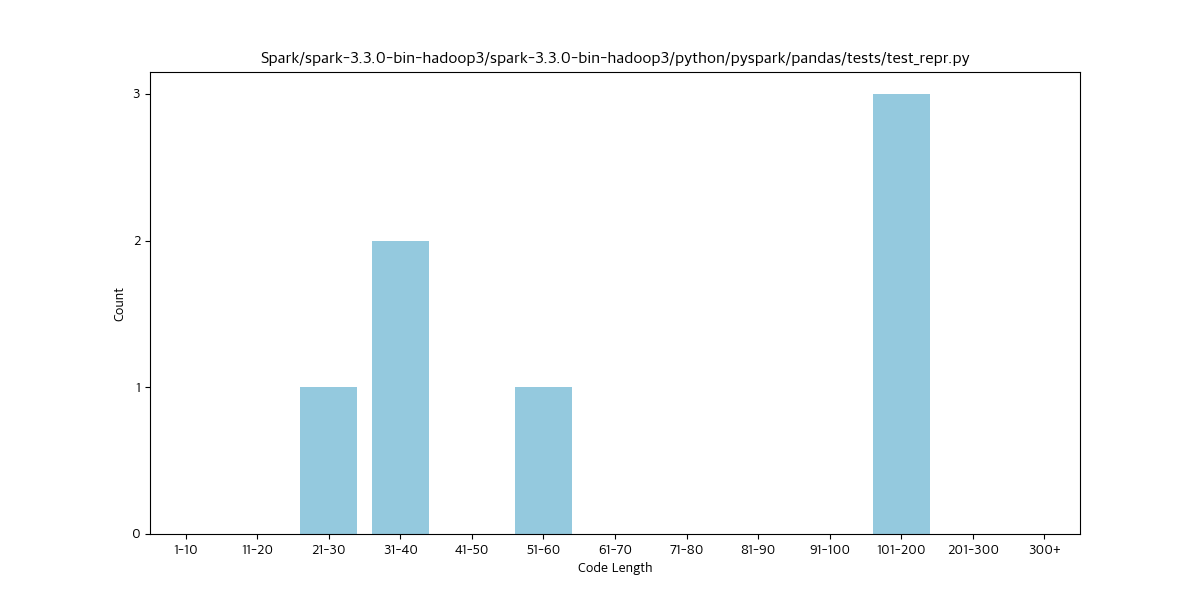 Spark/spark-3.3.0-bin-hadoop3/spark-3.3.0-bin-hadoop3/python/pyspark/pandas/tests/test_repr.py
3
2
1
0
Count
1-10 11-20 21-30 31-40 41-50 51-60 61-70 71-80 81-90 91-100 101-200 201-300 300+
Code Length